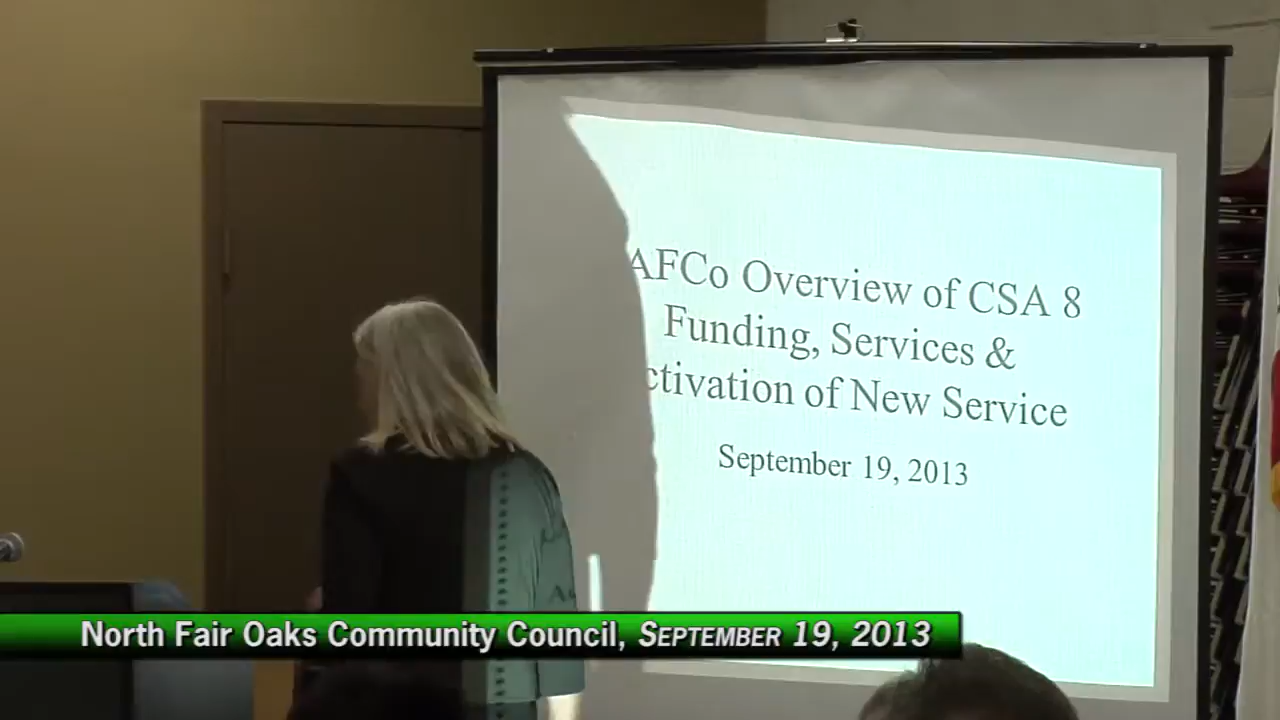 AFCo Overview of CSA 8
Funding, Services &
ctivation of New Service
September 19, 2013
North Fair Oaks Community Council, September 19, 2013